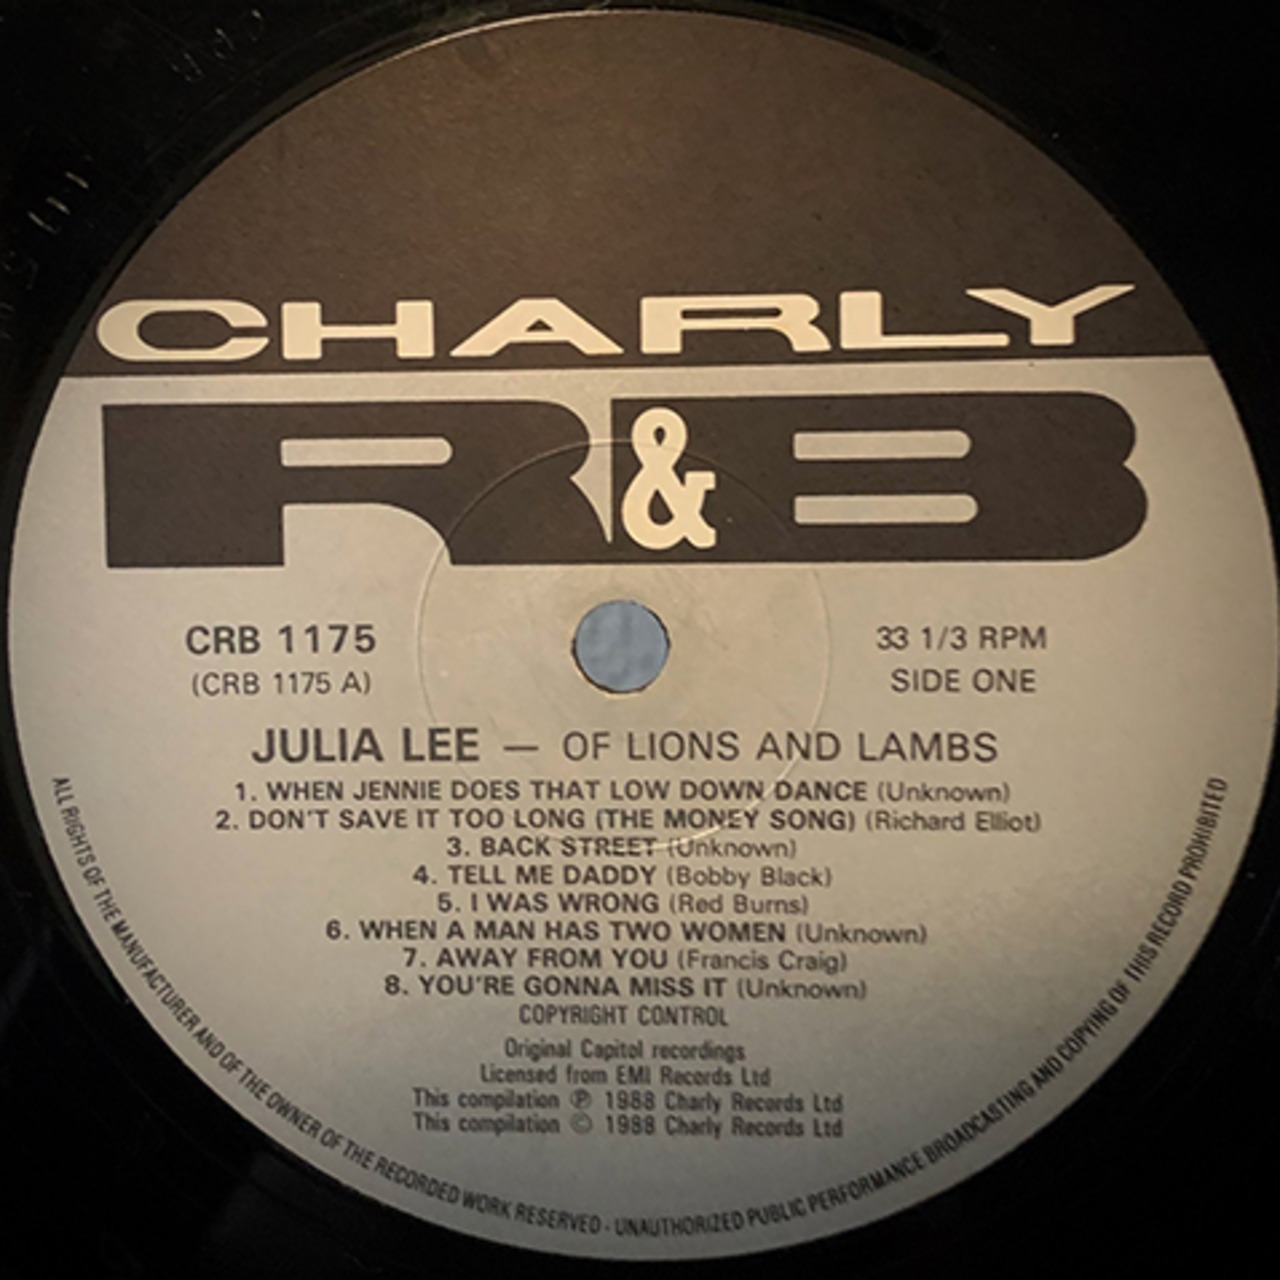 CHARLY
R&B
CRB 1175
(CRB 1175 A)
33 1/3 RPM
SIDE ONE
JULIA LEE — OF LIONS AND LAMBS
1. WHEN JENNIE DOES THAT LOW DOWN DANCE (Unknown)
2. DON'T SAVE IT TOO LONG (THE MONEY SONG) (Richard Elliot)
3. BACK STREET (Unknown)
4. TELL ME DADDY (Bobby Black)
5. I WAS WRONG (Red Burns)
6. WHEN A MAN HAS TWO WOMEN (Unknown)
7. AWAY FROM YOU (Francis Craig)
8. YOU'RE GONNA MISS IT (Unknown)
COPYRIGHT CONTROL
Original Capitol recordings
Licensed from EMI Records Ltd
This compilation ℗ 1988 Charly Records Ltd
This compilation © 1988 Charly Records Ltd
ALL RIGHTS OF THE MANUFACTURER AND OF THE OWNER OF THE RECORDED WORK RESERVED - UNAUTHORIZED PUBLIC PERFORMANCE BROADCASTING AND COPYING OF THIS RECORD PROHIBITED